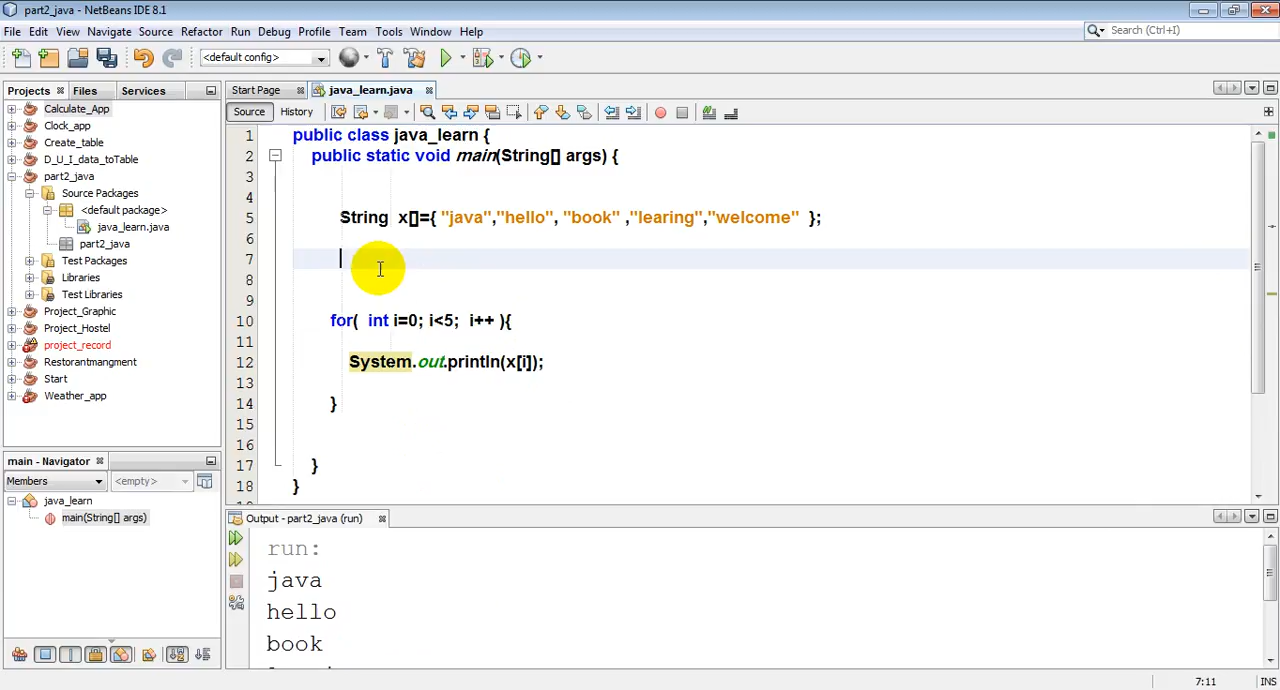 part2_java - NetBeans IDE 8.1
File Edit View Navigate Source Refactor Run Debug Profile Team Tools Window Help
Search (Ctrl+I)
<default config>
Projects Files Services
Start Page java_learn.java
Source History
Calculate_App
Clock_app
Create_table
D_U_I_data_toTable
part2_java
Source Packages
<default package>
java_learn.java
part2_java
Test Packages
Libraries
Test Libraries
Project_Graphic
Project_Hostel
project_record
Restorantmangment
Start
Weather_app
1 public class java_learn {
2 public static void main(String[] args) {
3
4
5 String x[]={ "java","hello", "book" ,"learing","welcome" };
6
7
8
9
10 for( int i=0; i<5; i++ ){
11
12 System.out.println(x[i]);
13
14 }
15
16
17 }
18 }
main - Navigator
Members <empty>
java_learn
main(String[] args)
Output - part2_java (run)
run:
java
hello
book
7:11 INS